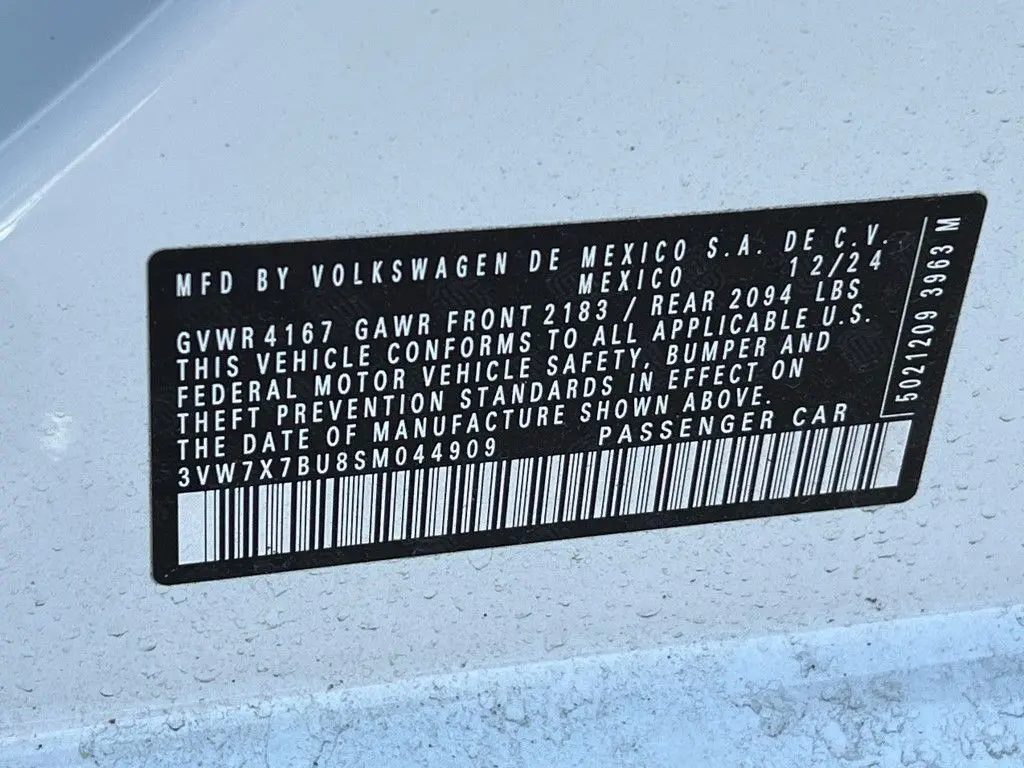 MFD BY VOLKSWAGEN DE MEXICO S.A. DE C.V.
MEXICO 12/24
GVWR 4167 GAWR FRONT 2183 / REAR 2094 LBS
THIS VEHICLE CONFORMS TO ALL APPLICABLE U.S.
FEDERAL MOTOR VEHICLE SAFETY, BUMPER AND
THEFT PREVENTION STANDARDS IN EFFECT ON
THE DATE OF MANUFACTURE SHOWN ABOVE.
3VW7X7BU8SM044909 PASSENGER CAR
5021209 3963 M